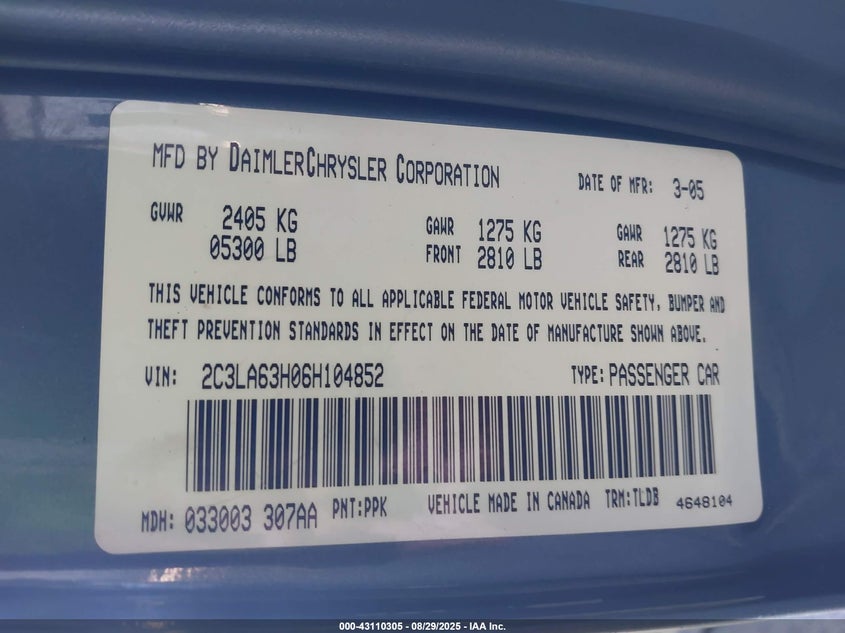 MFD BY DAIMLERCHRYSLER CORPORATION DATE OF MFR: 3-05
GVWR 2405 KG GAWR 1275 KG GAWR 1275 KG
05300 LB FRONT 2810 LB REAR 2810 LB
THIS VEHICLE CONFORMS TO ALL APPLICABLE FEDERAL MOTOR VEHICLE SAFETY, BUMPER AND
THEFT PREVENTION STANDARDS IN EFFECT ON THE DATE OF MANUFACTURE SHOWN ABOVE.
VIN: 2C3LA63H06H104852 TYPE: PASSENGER CAR
MDH: 033003 307AA PNT:PPK VEHICLE MADE IN CANADA TRM:TLDB 4648104
000-43110305 - 08/29/2025 - IAA Inc.